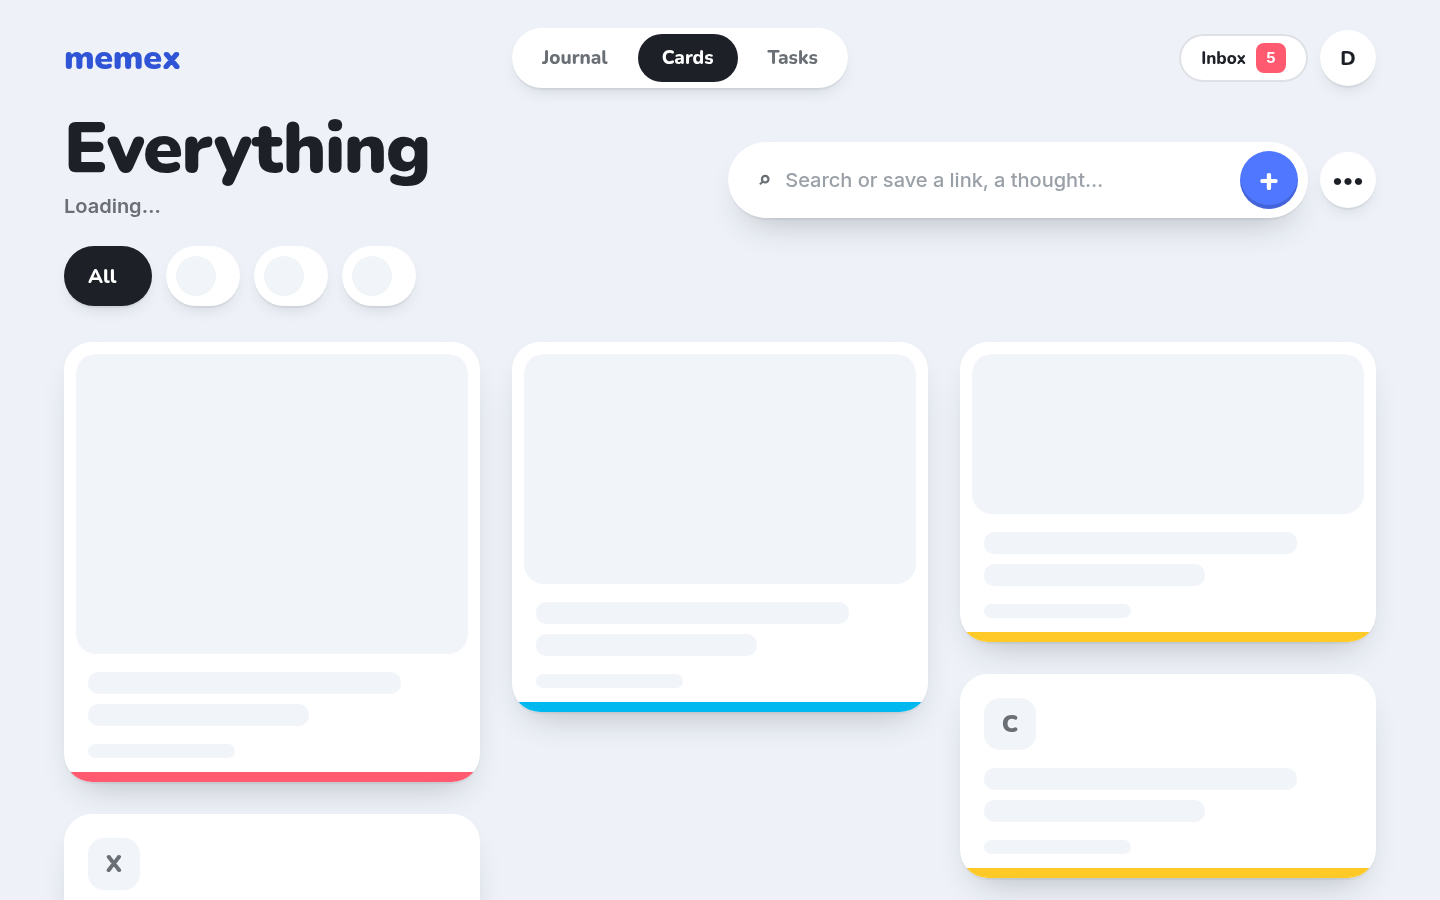 memex
Journal
Cards
Tasks
Inbox
5
D
Everything
Loading...
Search or save a link, a thought...
+
•••
All
C
X